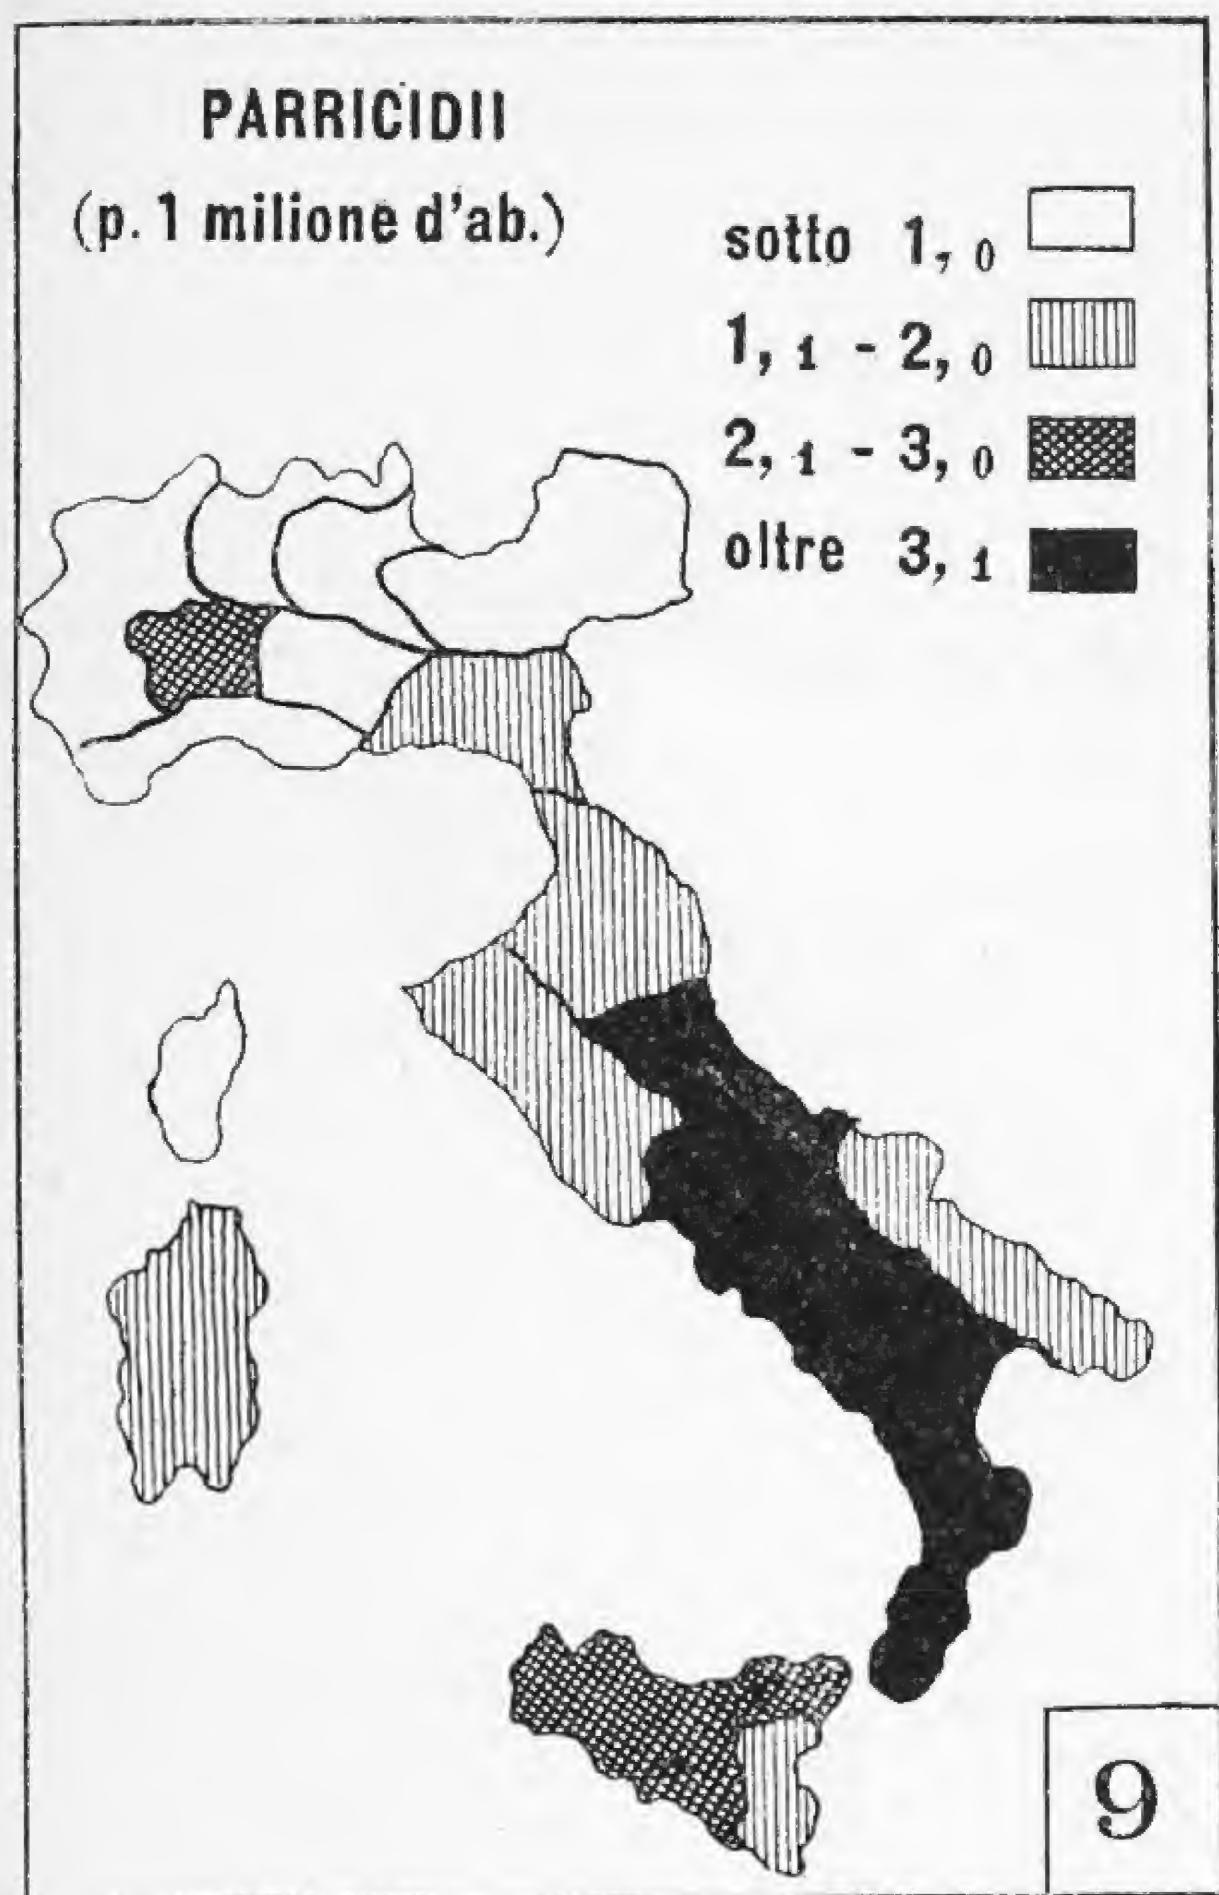 PARRICIDII
(p. 1 milione d'ab.)
sotto 1,0
1,1 - 2,0
2,1 - 3,0
oltre 3,1
9